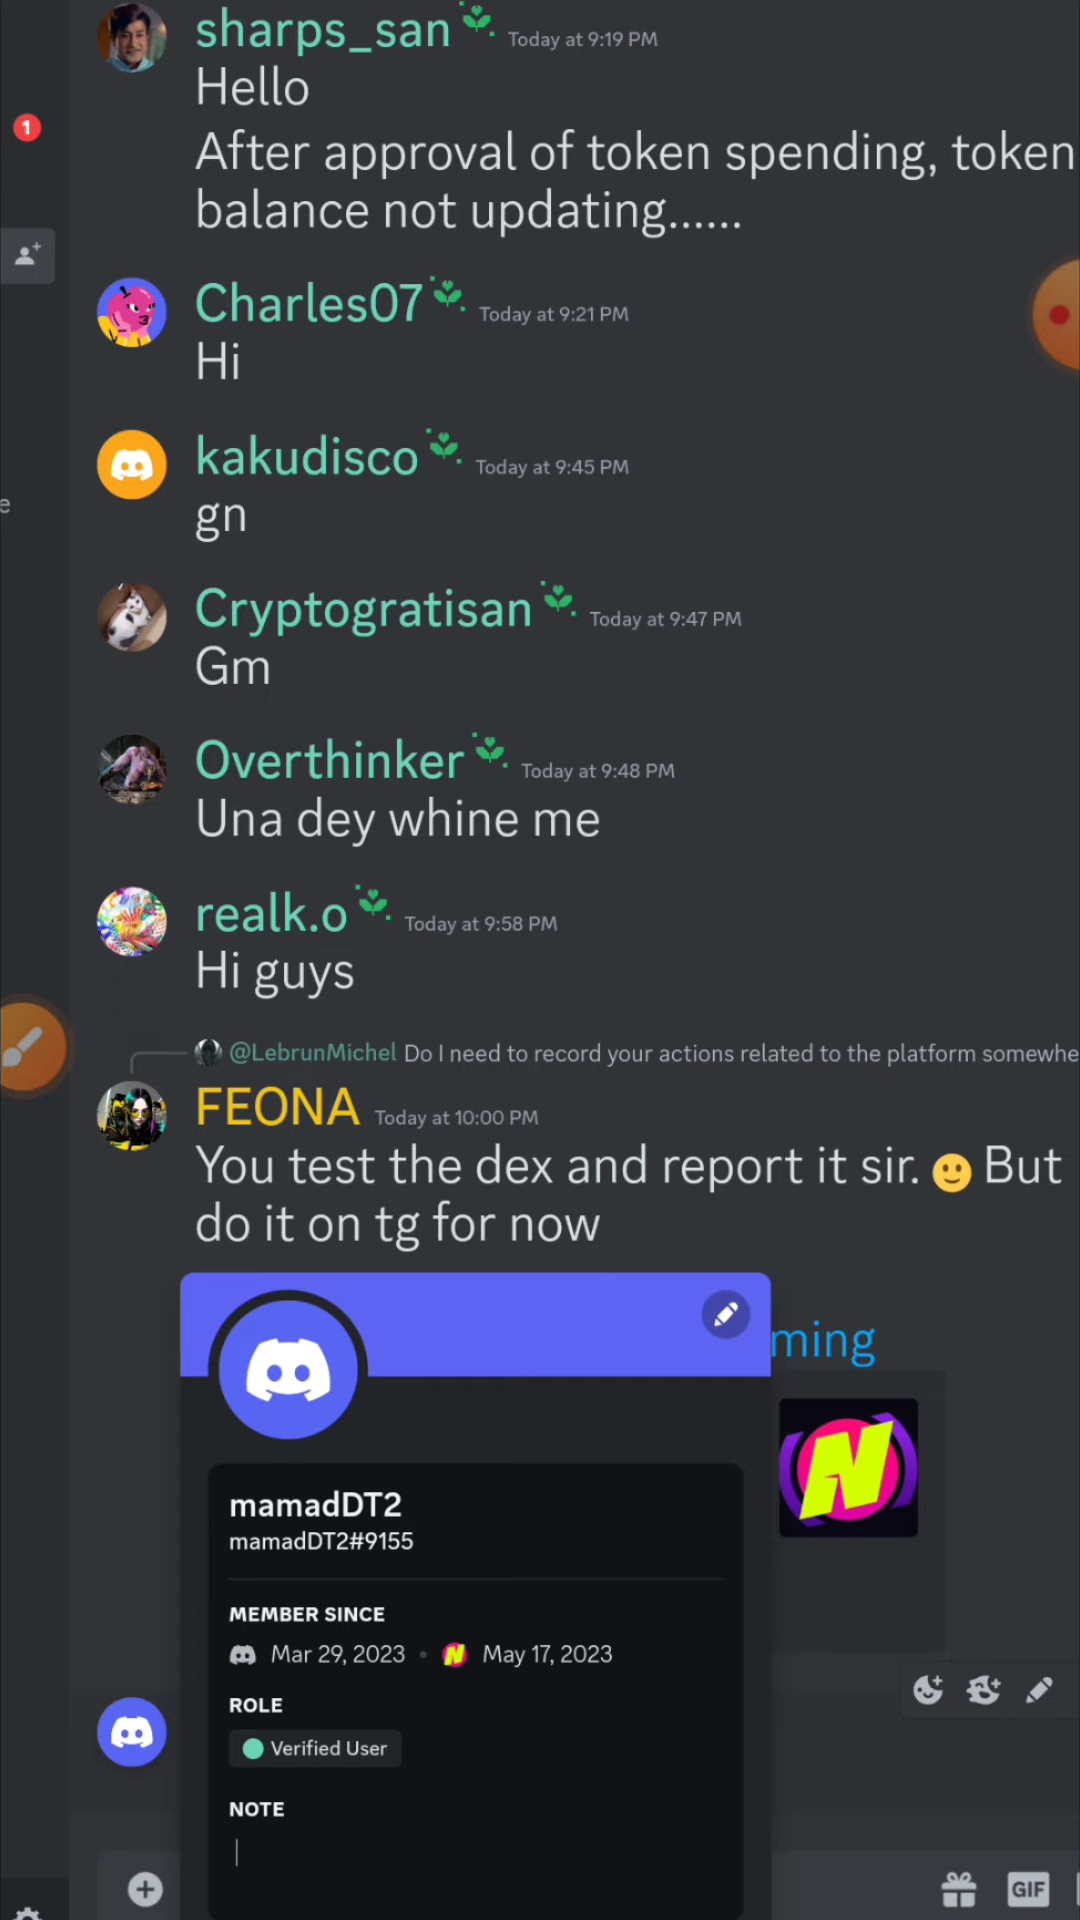 sharps_san Today at 9:19 PM
Hello
After approval of token spending, token
balance not updating......
1
Charles07 Today at 9:21 PM
Hi
kakudisco Today at 9:45 PM
e
gn
Cryptogratisan Today at 9:47 PM
Gm
Overthinker Today at 9:48 PM
Una dey whine me
realk.o Today at 9:58 PM
Hi guys
@LebrunMichel Do I need to record your actions related to the platform somewhe
FEONA Today at 10:00 PM
You test the dex and report it sir. 🙂 But
do it on tg for now
ming
N
mamadDT2
mamadDT2#9155
MEMBER SINCE
Mar 29, 2023 • N May 17, 2023
ROLE
Verified User
NOTE
GIF